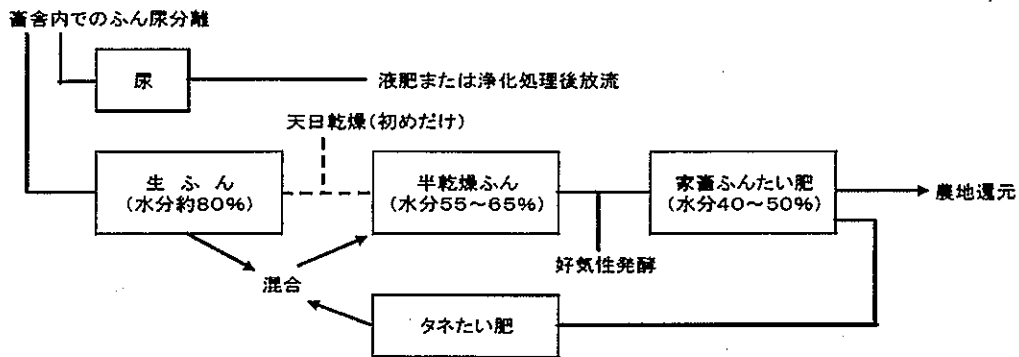 畜舎内でのふん尿分離
尿
液肥または浄化処理後放流
天日乾燥(初めだけ)
生ふん
(水分約80%)
半乾燥ふん
(水分55～65%)
家畜ふんたい肥
(水分40～50%)
農地還元
好気性発酵
混合
タネたい肥